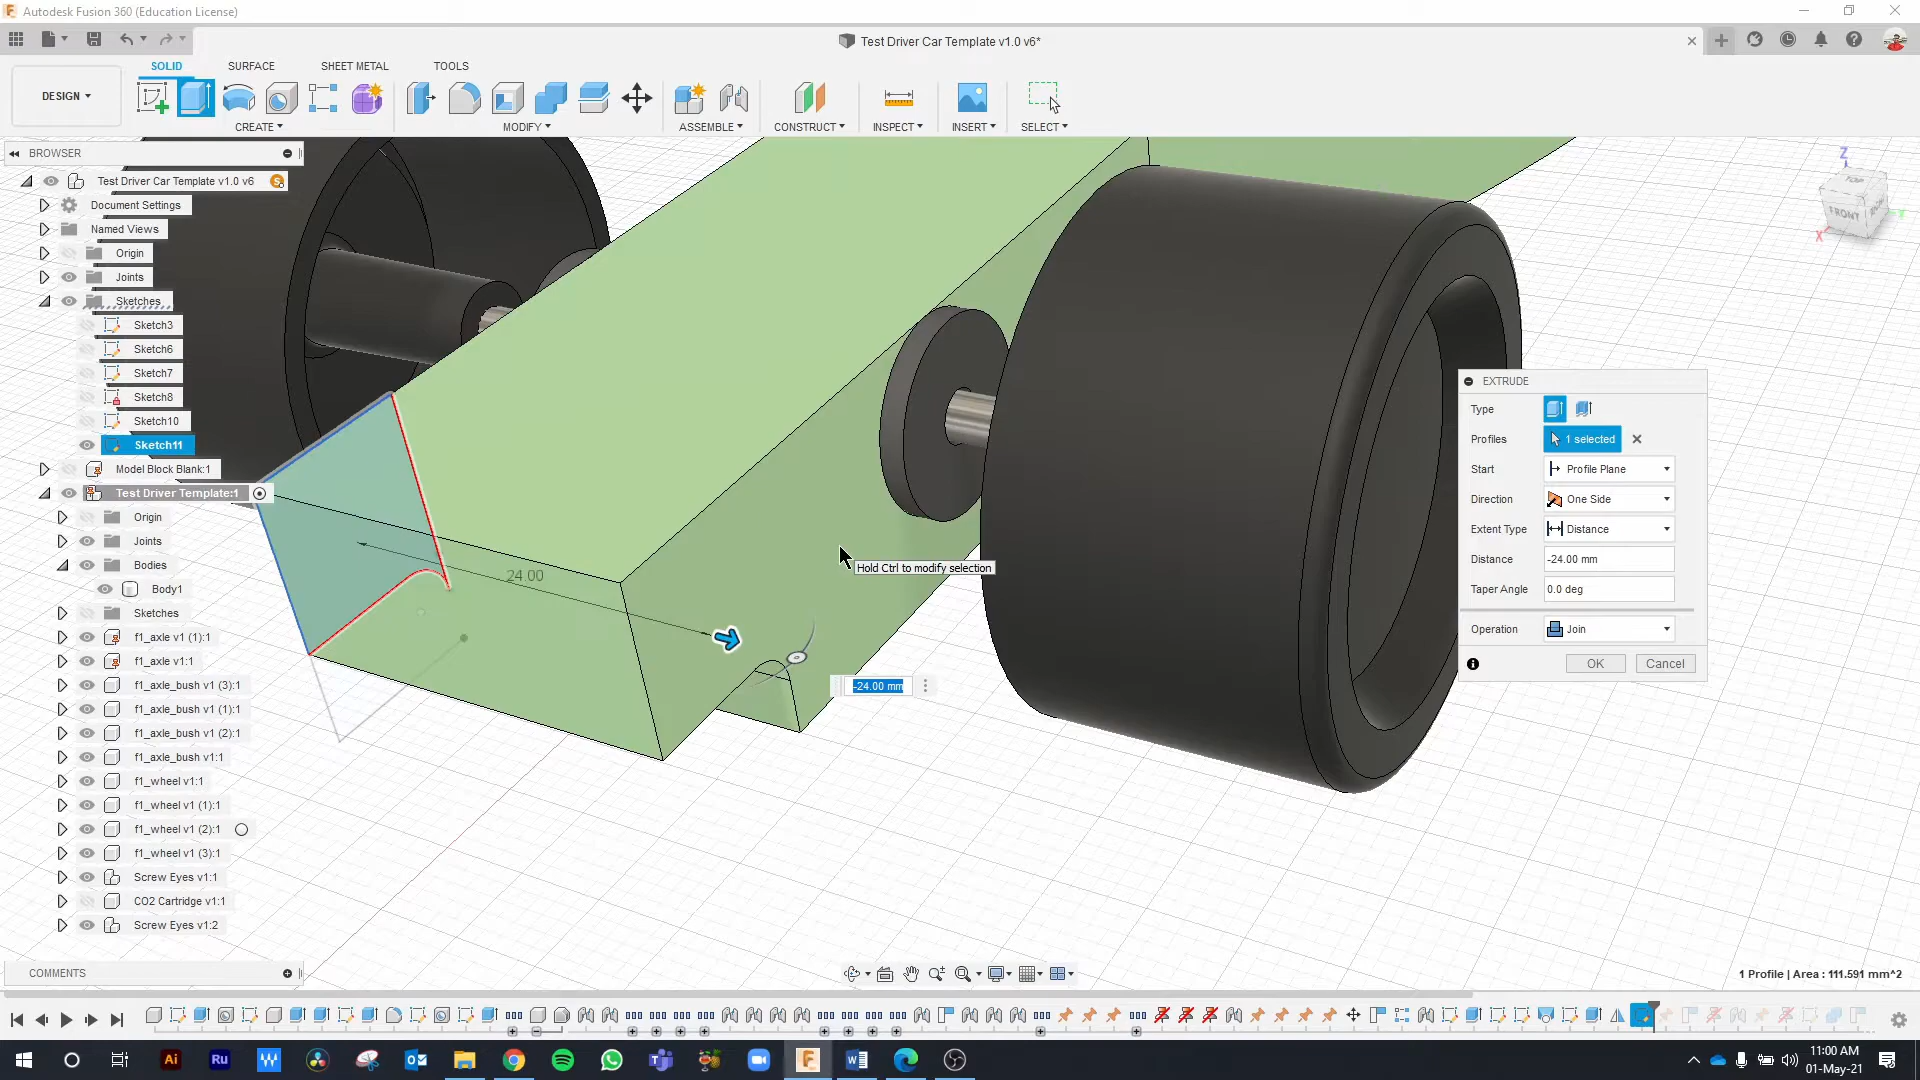 Autodesk Fusion 360 (Education License)
Test Driver Car Template v1.0 v6*
SOLID SURFACE SHEET METAL TOOLS
DESIGN
CREATE MODIFY ASSEMBLE CONSTRUCT INSPECT INSERT SELECT
BROWSER
Test Driver Car Template v1.0 v6
Document Settings
Named Views
Origin
Joints
Sketches
Sketch3
Sketch6
Sketch7
Sketch8
Sketch10
Sketch11
Model Block Blank:1
Test Driver Template:1
Origin
Joints
Bodies
Body1
Sketches
f1_axle v1 (1):1
f1_axle v1:1
f1_axle_bush v1 (3):1
f1_axle_bush v1 (1):1
f1_axle_bush v1 (2):1
f1_axle_bush v1:1
f1_wheel v1:1
f1_wheel v1 (1):1
f1_wheel v1 (2):1
f1_wheel v1 (3):1
Screw Eyes v1:1
CO2 Cartridge v1:1
Screw Eyes v1:2
COMMENTS
24.00
Hold Ctrl to modify selection
-24.00 mm
Z
TOP
FRONT
X
EXTRUDE
Type
Profiles 1 selected
Start Profile Plane
Direction One Side
Extent Type Distance
Distance -24.00 mm
Taper Angle 0.0 deg
Operation Join
OK Cancel
1 Profile | Area : 111.591 mm^2
Ai Ru
11:00 AM
01-May-21